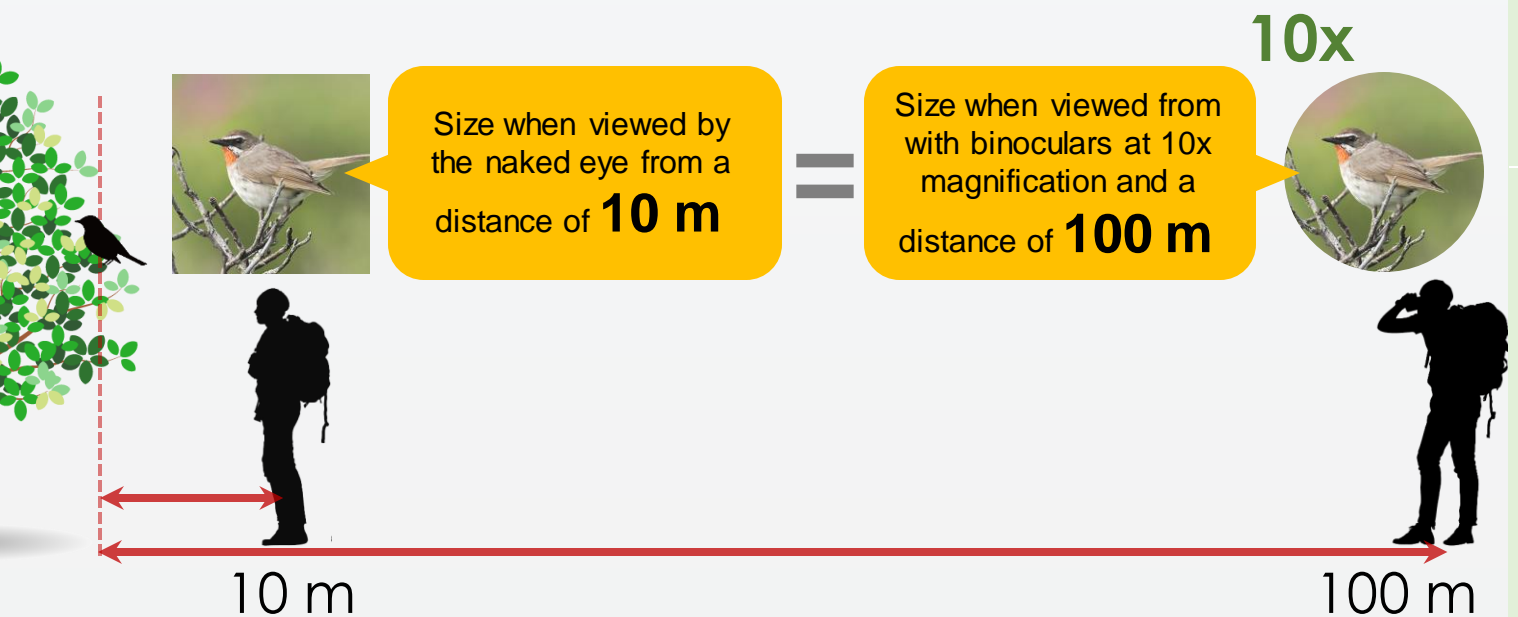 10x
Size when viewed by
the naked eye from a
distance of 10 m
=
Size when viewed from
with binoculars at 10x
magnification and a
distance of 100 m
10 m
100 m